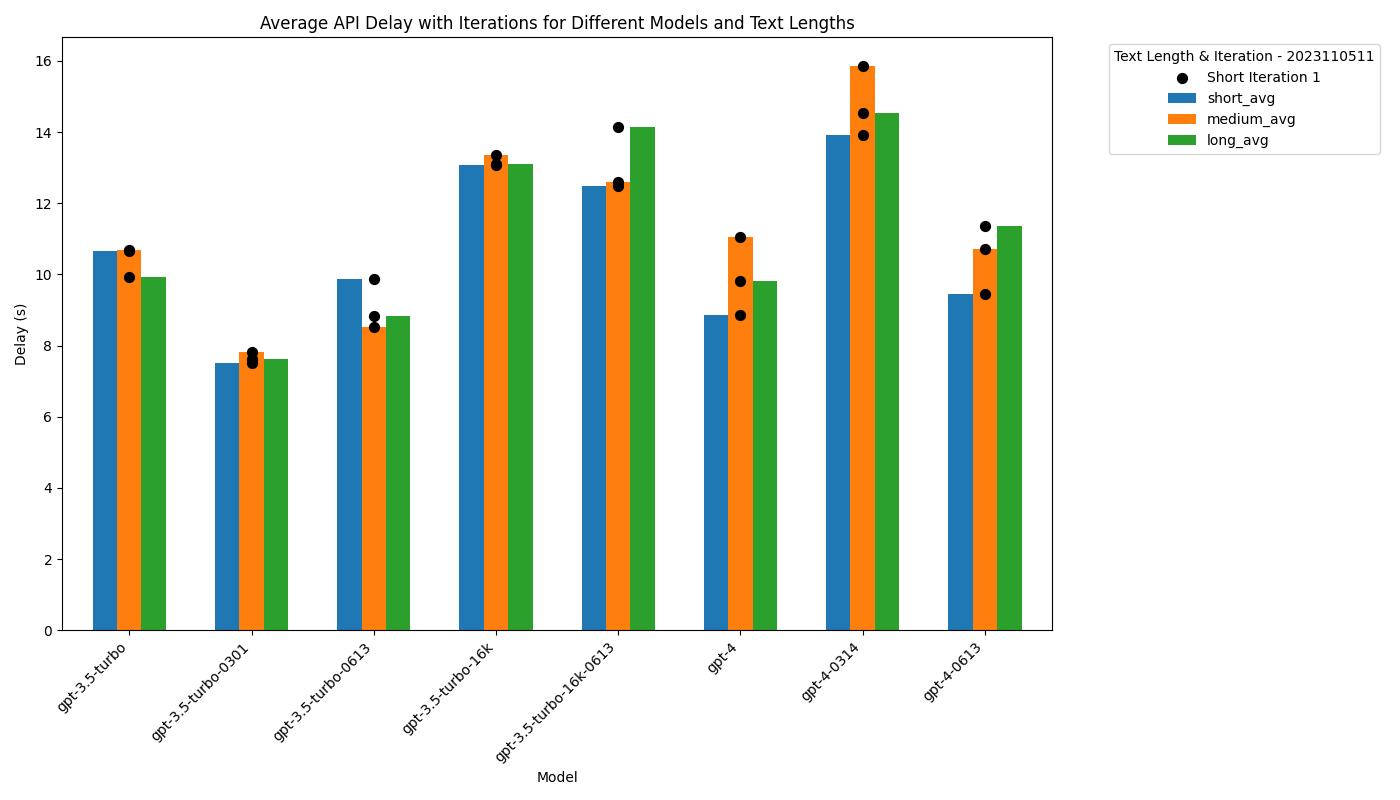 Average API Delay with Iterations for Different Models and Text Lengths
Text Length & Iteration - 2023110511
Short Iteration 1
short_avg
medium_avg
long_avg
Delay (s)
16
14
12
10
8
6
4
2
0
gpt-3.5-turbo
gpt-3.5-turbo-0301
gpt-3.5-turbo-0613
gpt-3.5-turbo-16k
gpt-3.5-turbo-16k-0613
gpt-4
gpt-4-0314
gpt-4-0613
Model